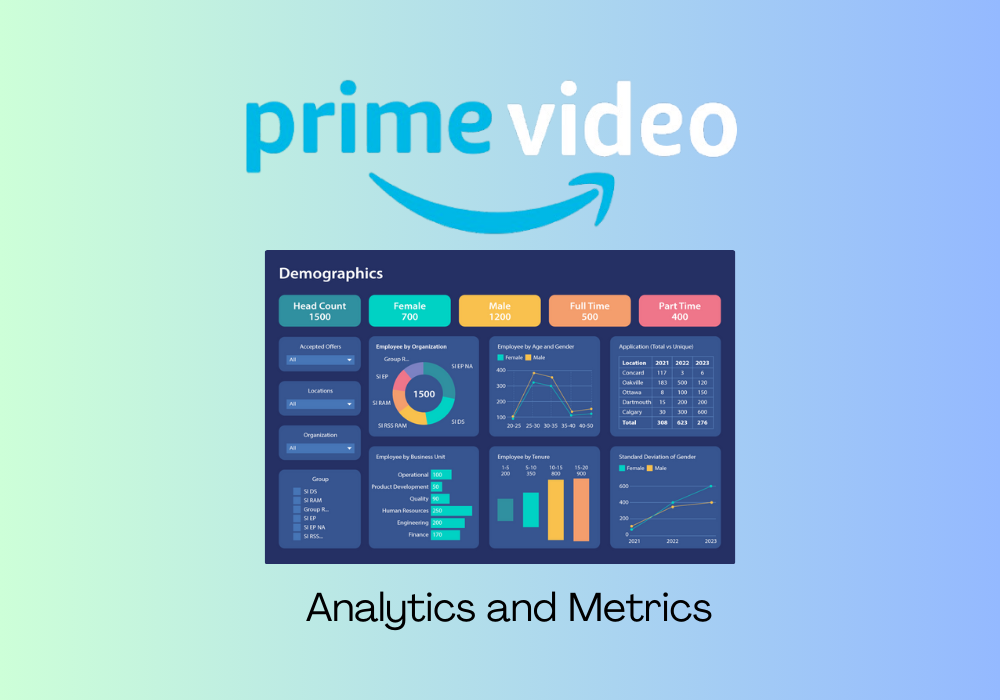 prime video
Demographics
Head Count
1500
Female
700
Male
1200
Full Time
500
Part Time
400
Accepted Offers
All
Locations
All
Organization
All
Group
SI DS
SI RAM
Group R...
SI EP
SI EP NA
SI RSS...
Employee by Organization
Group R...
SI EP NA
SI EP
1500
SI RAM
SI RSS RAM
SI DS
Employee by Age and Gender
Female Male
400
300
200
100
20-25 25-30 30-35 35-40 40-50
Application (Total vs Unique)
Location 2021 2022 2023
Concard 117 3 6
Oakville 183 500 120
Ottawa 8 100 150
Dartmouth 15 200 200
Calgary 30 300 600
Total 308 623 276
Employee by Business Unit
Operational 100
Product Development 50
Quality 90
Human Resources 250
Engineering 200
Finance 170
Employee by Tenure
1-6 5-10 10-15 15-20
200 350 800 900
Standard Deviation of Gender
Female Male
600
400
200
0
2021 2022 2023
Analytics and Metrics